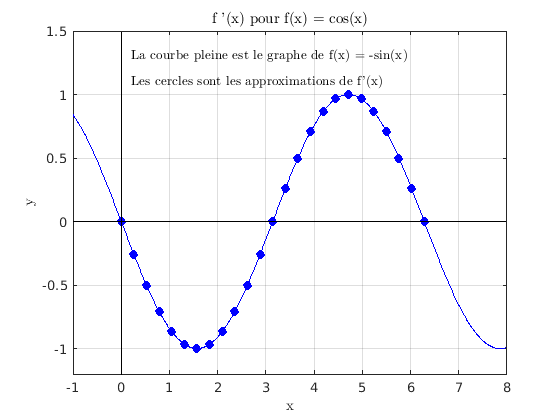 f '(x) pour f(x) = cos(x)
La courbe pleine est le graphe de f(x) = -sin(x)
Les cercles sont les approximations de f'(x)
1.5
1
0.5
0
-0.5
-1
y
-1 0 1 2 3 4 5 6 7 8
x